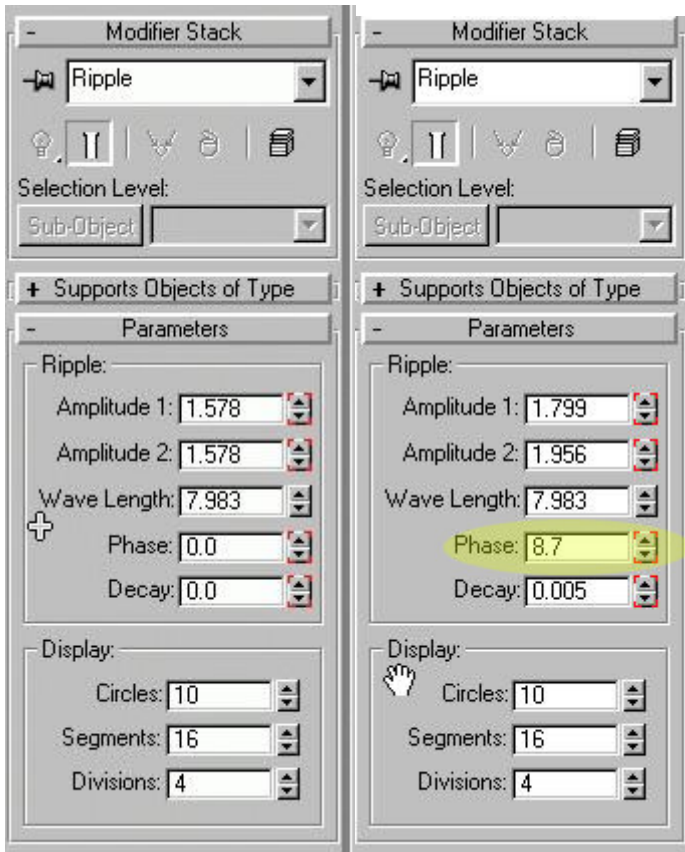 - Modifier Stack
Ripple
Selection Level:
Sub-Object
+ Supports Objects of Type
- Parameters
Ripple:
Amplitude 1: 1.578
Amplitude 2: 1.578
Wave Length: 7.983
Phase: 0.0
Decay: 0.0
Display:
Circles: 10
Segments: 16
Divisions: 4
- Modifier Stack
Ripple
Selection Level:
Sub-Object
+ Supports Objects of Type
- Parameters
Ripple:
Amplitude 1: 1.799
Amplitude 2: 1.956
Wave Length: 7.983
Phase: 8.7
Decay: 0.005
Display:
Circles: 10
Segments: 16
Divisions: 4